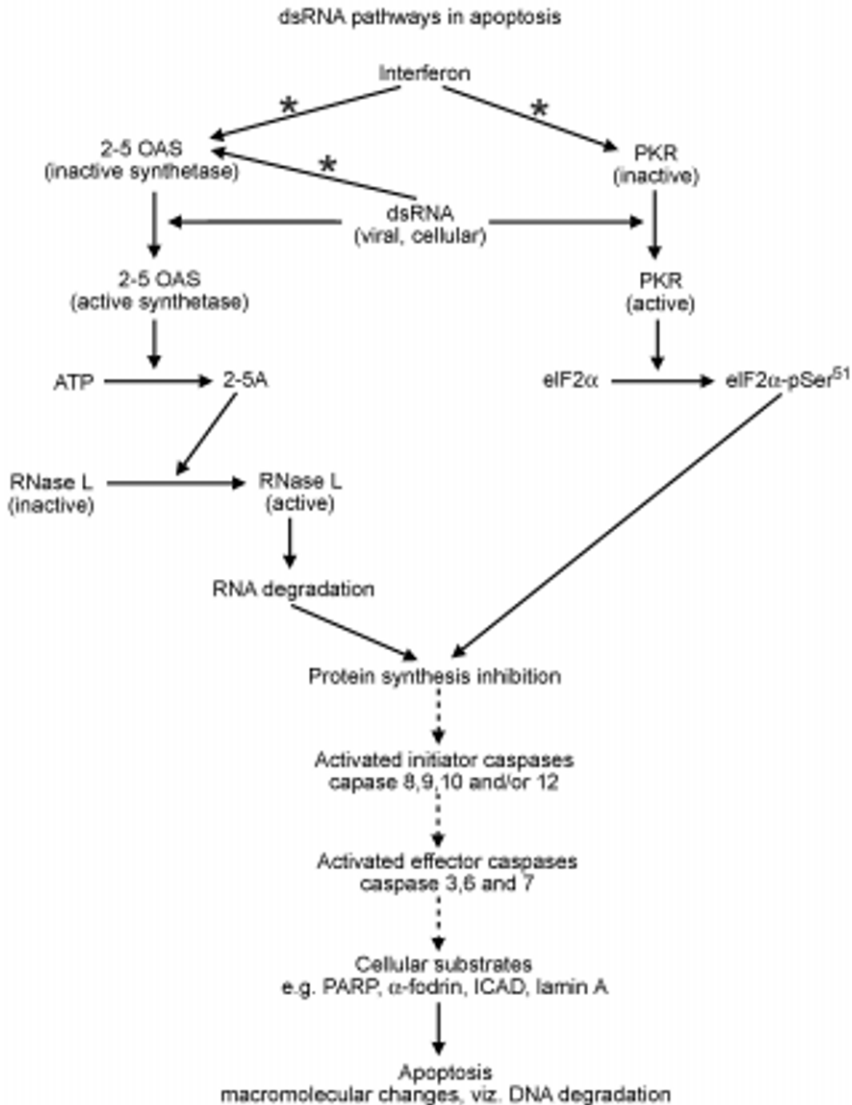 dsRNA pathways in apoptosis
Interferon
*
*
2-5 OAS
(inactive synthetase)
*
PKR
(inactive)
dsRNA
(viral, cellular)
2-5 OAS
(active synthetase)
PKR
(active)
ATP
2-5A
eIF2α
eIF2α-pSer51
RNase L
(inactive)
RNase L
(active)
RNA degradation
Protein synthesis inhibition
Activated initiator caspases
capase 8,9,10 and/or 12
Activated effector caspases
caspase 3,6 and 7
Cellular substrates
e.g. PARP, α-fodrin, ICAD, lamin A
Apoptosis
macromolecular changes, viz. DNA degradation